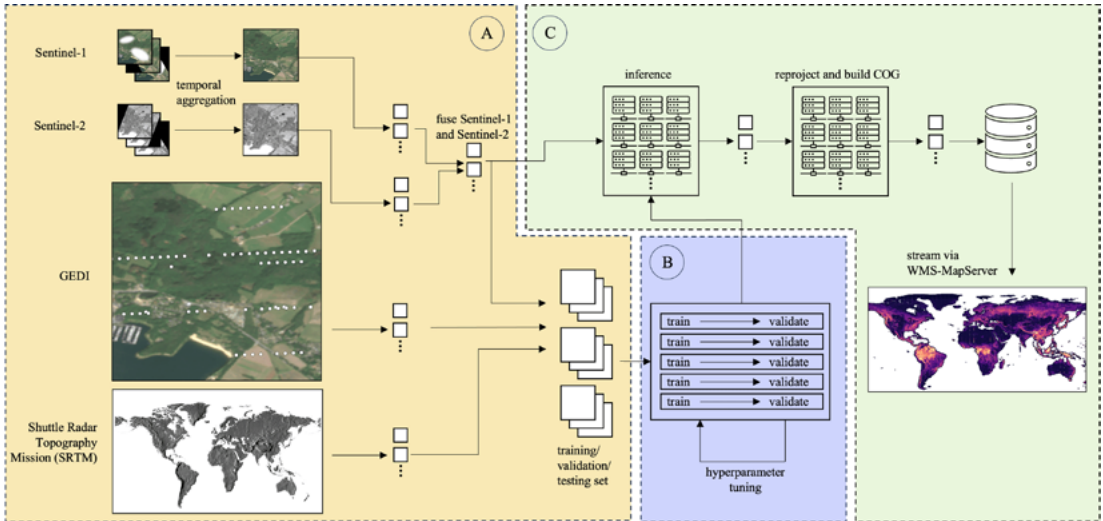 A
Sentinel-1
temporal
aggregation
Sentinel-2
fuse Sentinel-1
and Sentinel-2
GEDI
Shuttle Radar
Topography
Mission (SRTM)
training/
validation/
testing set
B
train validate
train validate
train validate
train validate
train validate
hyperparameter
tuning
C
inference
reproject and build COG
stream via
WMS-MapServer